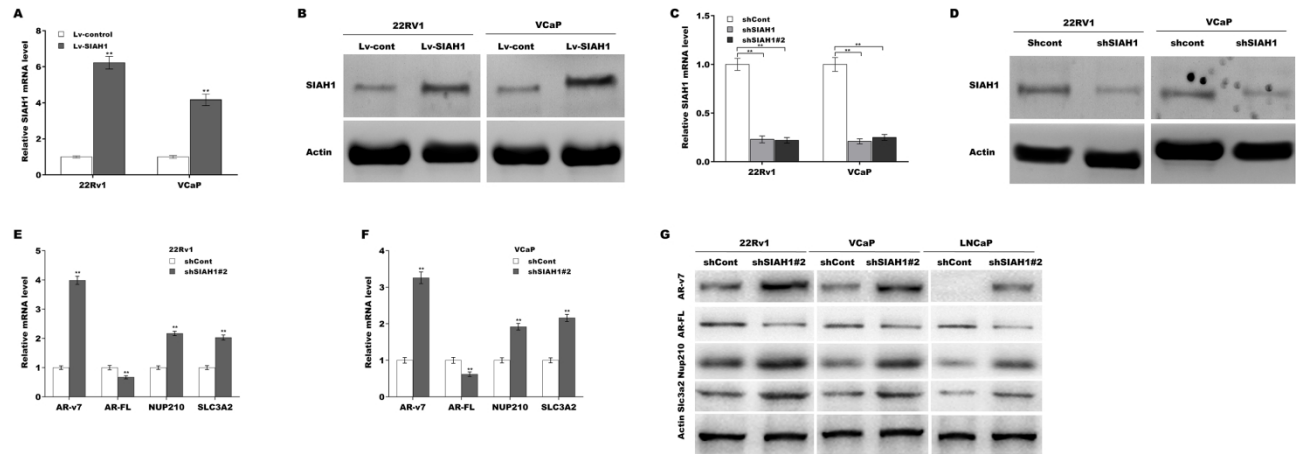 A
Lv-control
Lv-SIAH1
Relative SIAH1 mRNA level
8
6
4
2
0
**
**
22Rv1
VCaP
B
22RV1
VCaP
Lv-cont
Lv-SIAH1
Lv-cont
Lv-SIAH1
SIAH1
Actin
C
shCont
shSIAH1
shSIAH1#2
Relative SIAH1 mRNA level
1.5
1.0
0.5
0.0
**
**
**
**
22Rv1
VCaP
D
22RV1
VCaP
Shcont
shSIAH1
shcont
shSIAH1
SIAH1
Actin
E
22Rv1
shCont
shSIAH1#2
Relative mRNA level
5
4
3
2
1
0
**
**
**
**
AR-v7
AR-FL
NUP210
SLC3A2
F
VCaP
shCont
shSIAH1#2
Relative mRNA level
4
3
2
1
0
**
**
**
**
AR-v7
AR-FL
NUP210
SLC3A2
G
22Rv1
VCaP
LNCaP
shCont
shSIAH1#2
shCont
shSIAH1#2
shCont
shSIAH1#2
AR-v7
AR-FL
Nup210
Slc3a2
Actin